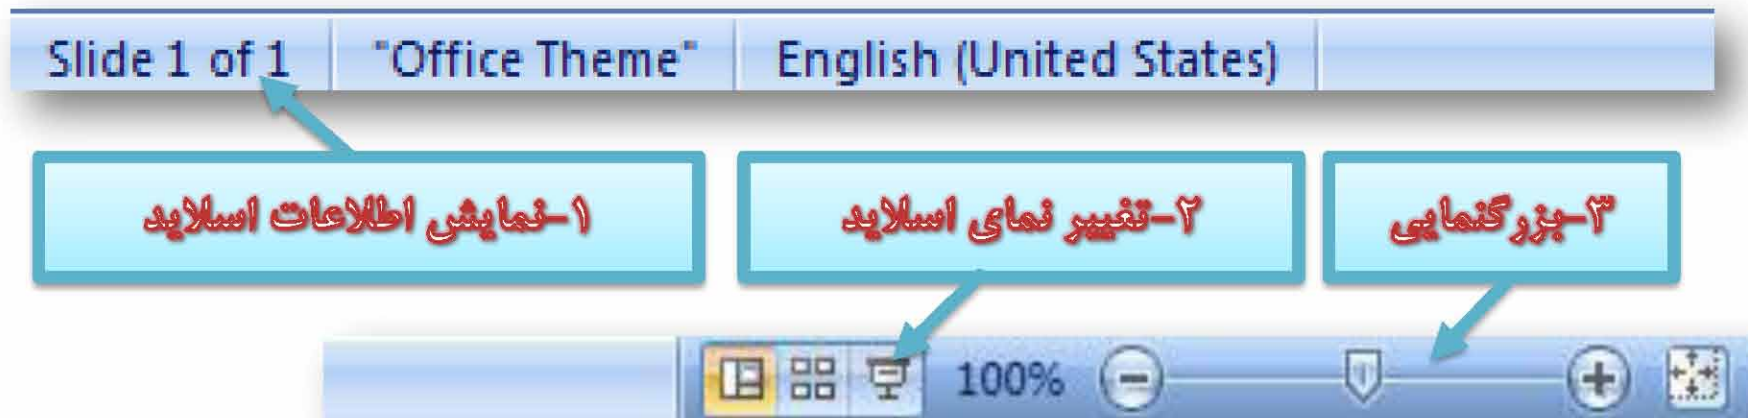 Slide 1 of 1 "Office Theme" English (United States)
۱-نمایش اطلاعات اسلاید
۲-تغییر نمای اسلاید
۳-بزرگنمایی
100%